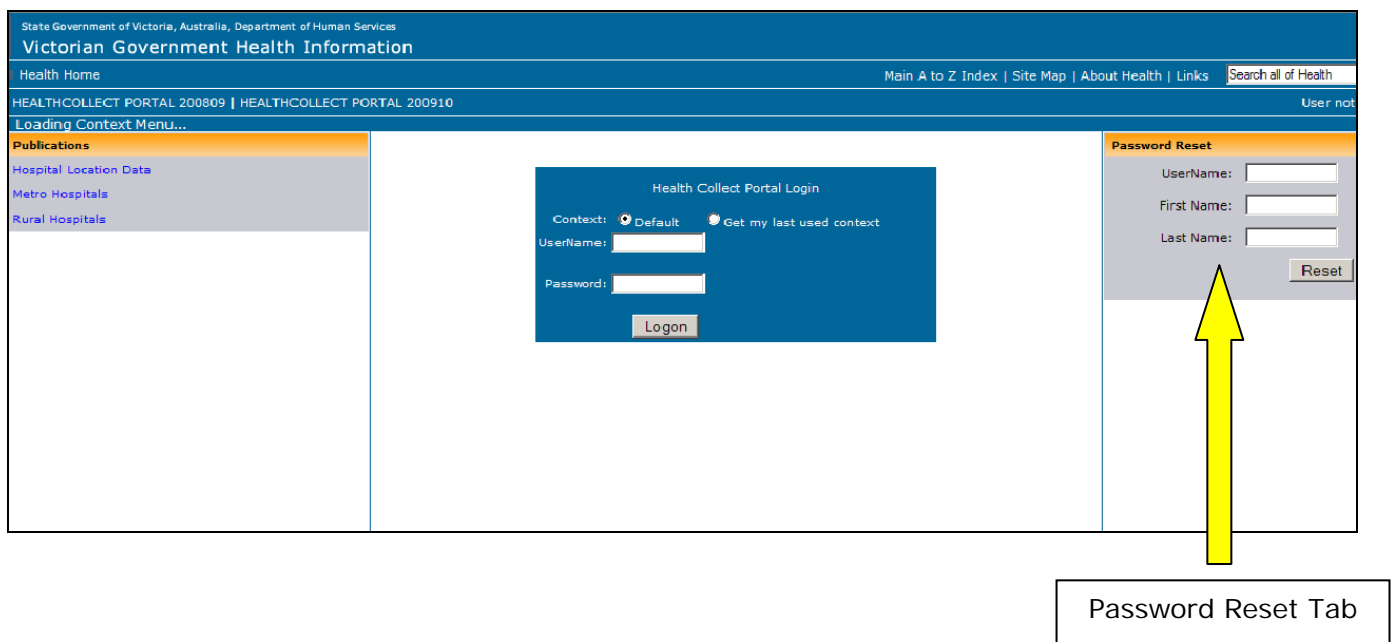 State Government of Victoria, Australia, Department of Human Services
Victorian Government Health Information
Health Home
Main A to Z Index | Site Map | About Health | Links
Search all of Health
HEALTHCOLLECT PORTAL 200809 | HEALTHCOLLECT PORTAL 200910
User not
Loading Context Menu...
Publications
Hospital Location Data
Metro Hospitals
Rural Hospitals
Health Collect Portal Login
Context: Default Get my last used context
UserName:
Password:
Logon
Password Reset
UserName:
First Name:
Last Name:
Reset
Password Reset Tab